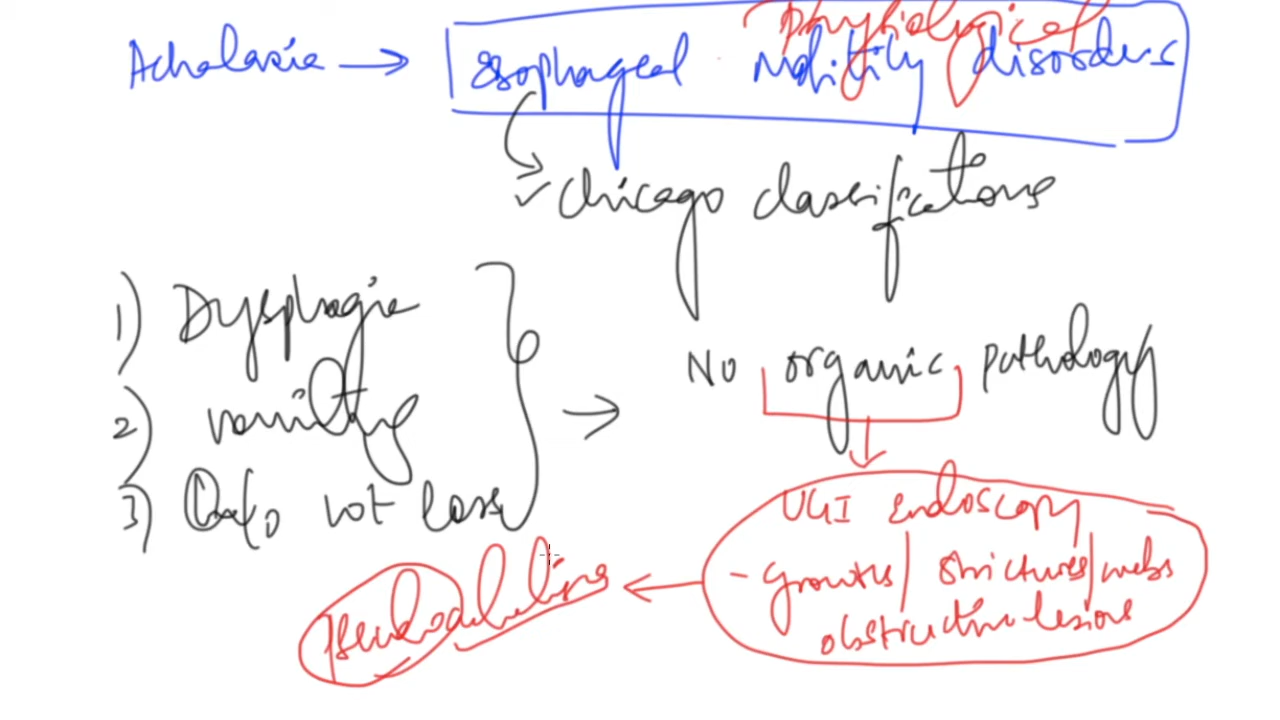 Physiological
Achalasia → Esophageal Motility disorders
✓ Chicago classifications
1) Dysphagia
2) vomiting
3) wt loss
→ No organic pathology
UGI Endoscopy
- growths/ strictures/webs
obstructive lesions